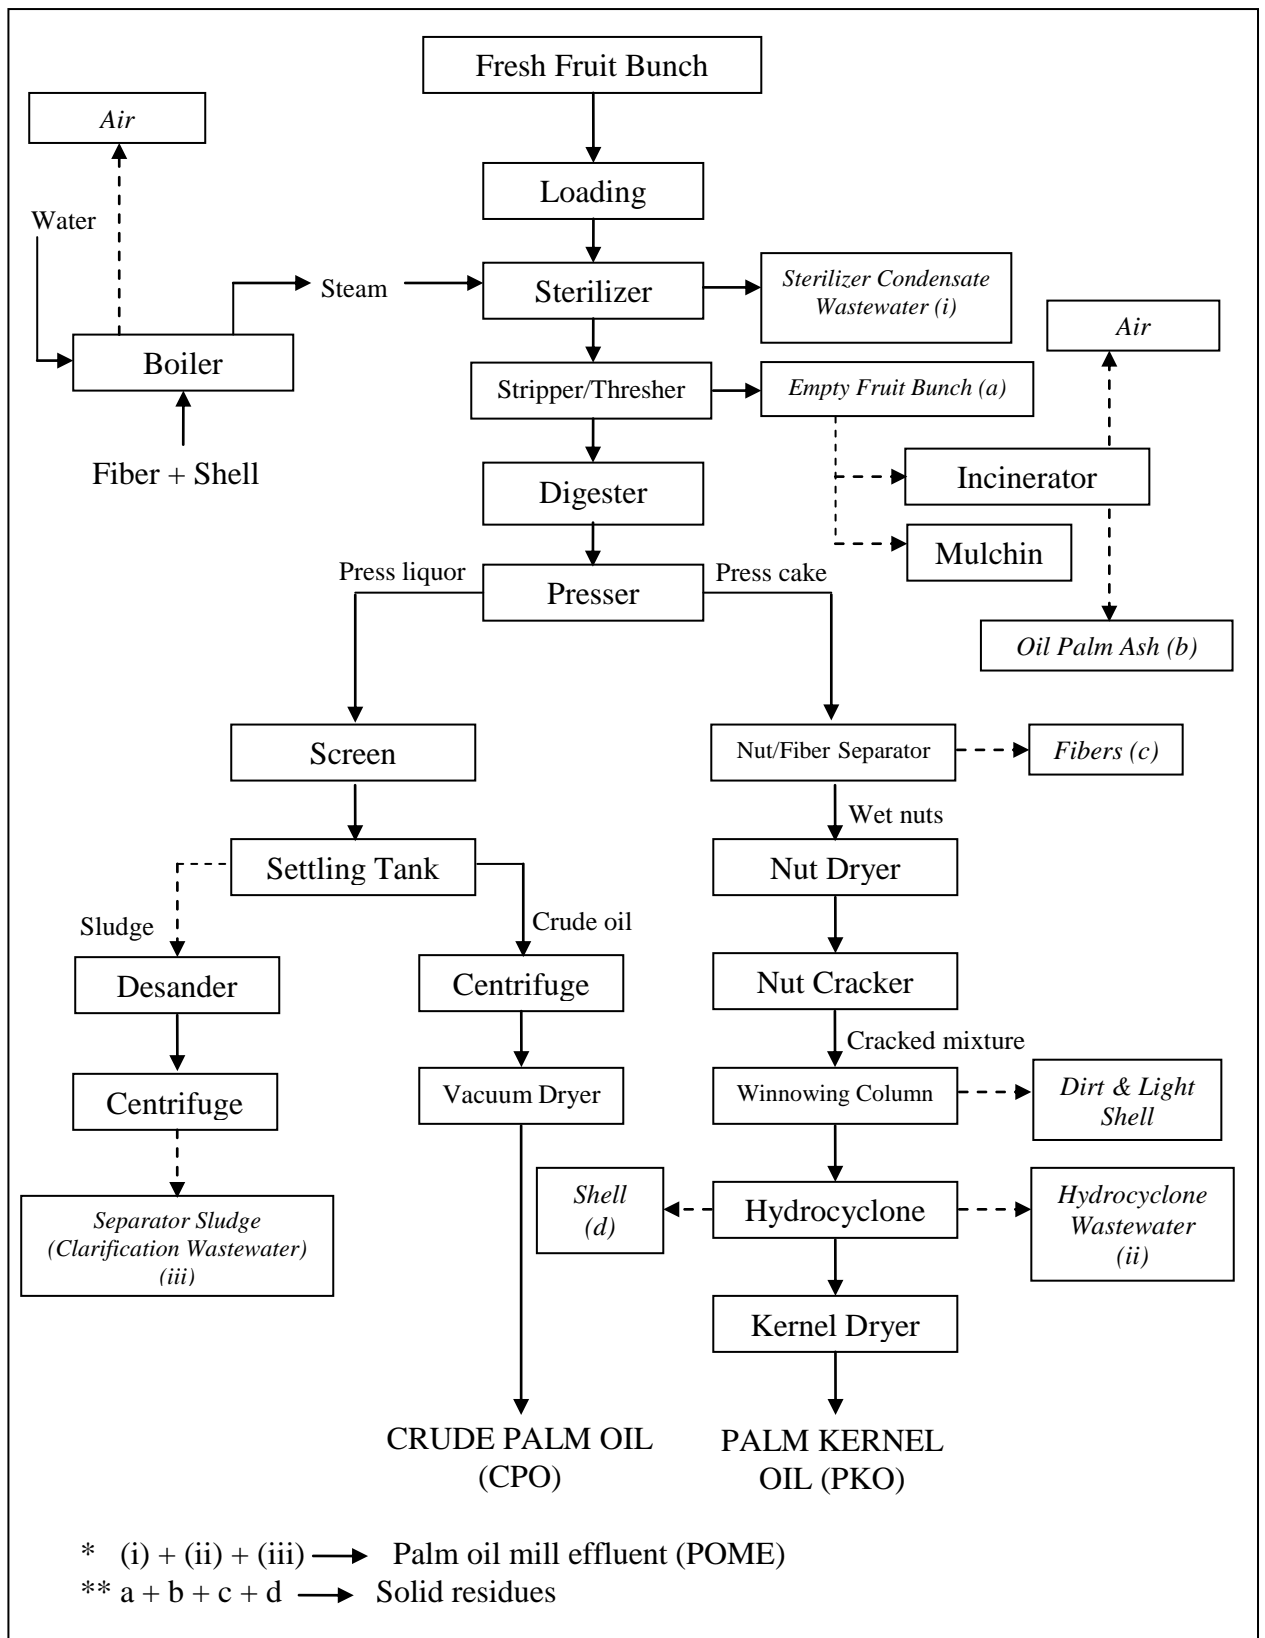 Fresh Fruit Bunch
Air
Loading
Water
Steam
Sterilizer
Sterilizer Condensate
Wastewater (i)
Air
Boiler
Stripper/Thresher
Empty Fruit Bunch (a)
Fiber + Shell
Digester
Incinerator
Mulchin
Press liquor
Presser
Press cake
Oil Palm Ash (b)
Screen
Nut/Fiber Separator
Fibers (c)
Wet nuts
Settling Tank
Nut Dryer
Sludge
Crude oil
Desander
Centrifuge
Nut Cracker
Cracked mixture
Centrifuge
Vacuum Dryer
Winnowing Column
Dirt & Light
Shell
Separator Sludge
(Clarification Wastewater)
(iii)
Shell
(d)
Hydrocyclone
Hydrocyclone
Wastewater
(ii)
Kernel Dryer
CRUDE PALM OIL
(CPO)
PALM KERNEL
OIL (PKO)
* (i) + (ii) + (iii) → Palm oil mill effluent (POME)
** a + b + c + d → Solid residues